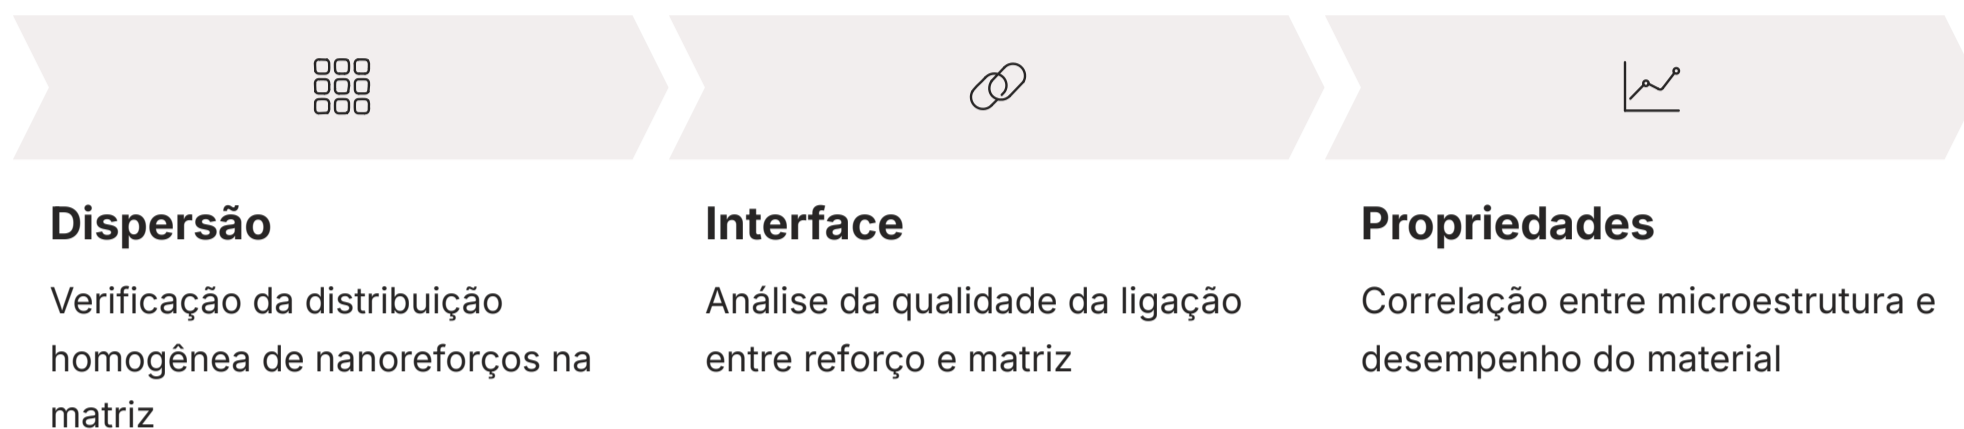 Dispersão
Verificação da distribuição
homogênea de nanoreforços na
matriz
Interface
Análise da qualidade da ligação
entre reforço e matriz
Propriedades
Correlação entre microestrutura e
desempenho do material